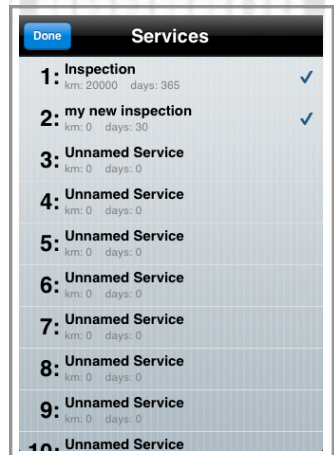 Done Services
1: Inspection
km: 20000 days: 365
2: my new inspection
km: 0 days: 30
3: Unnamed Service
km: 0 days: 0
4: Unnamed Service
km: 0 days: 0
5: Unnamed Service
km: 0 days: 0
6: Unnamed Service
km: 0 days: 0
7: Unnamed Service
km: 0 days: 0
8: Unnamed Service
km: 0 days: 0
9: Unnamed Service
km: 0 days: 0
10: Unnamed Service